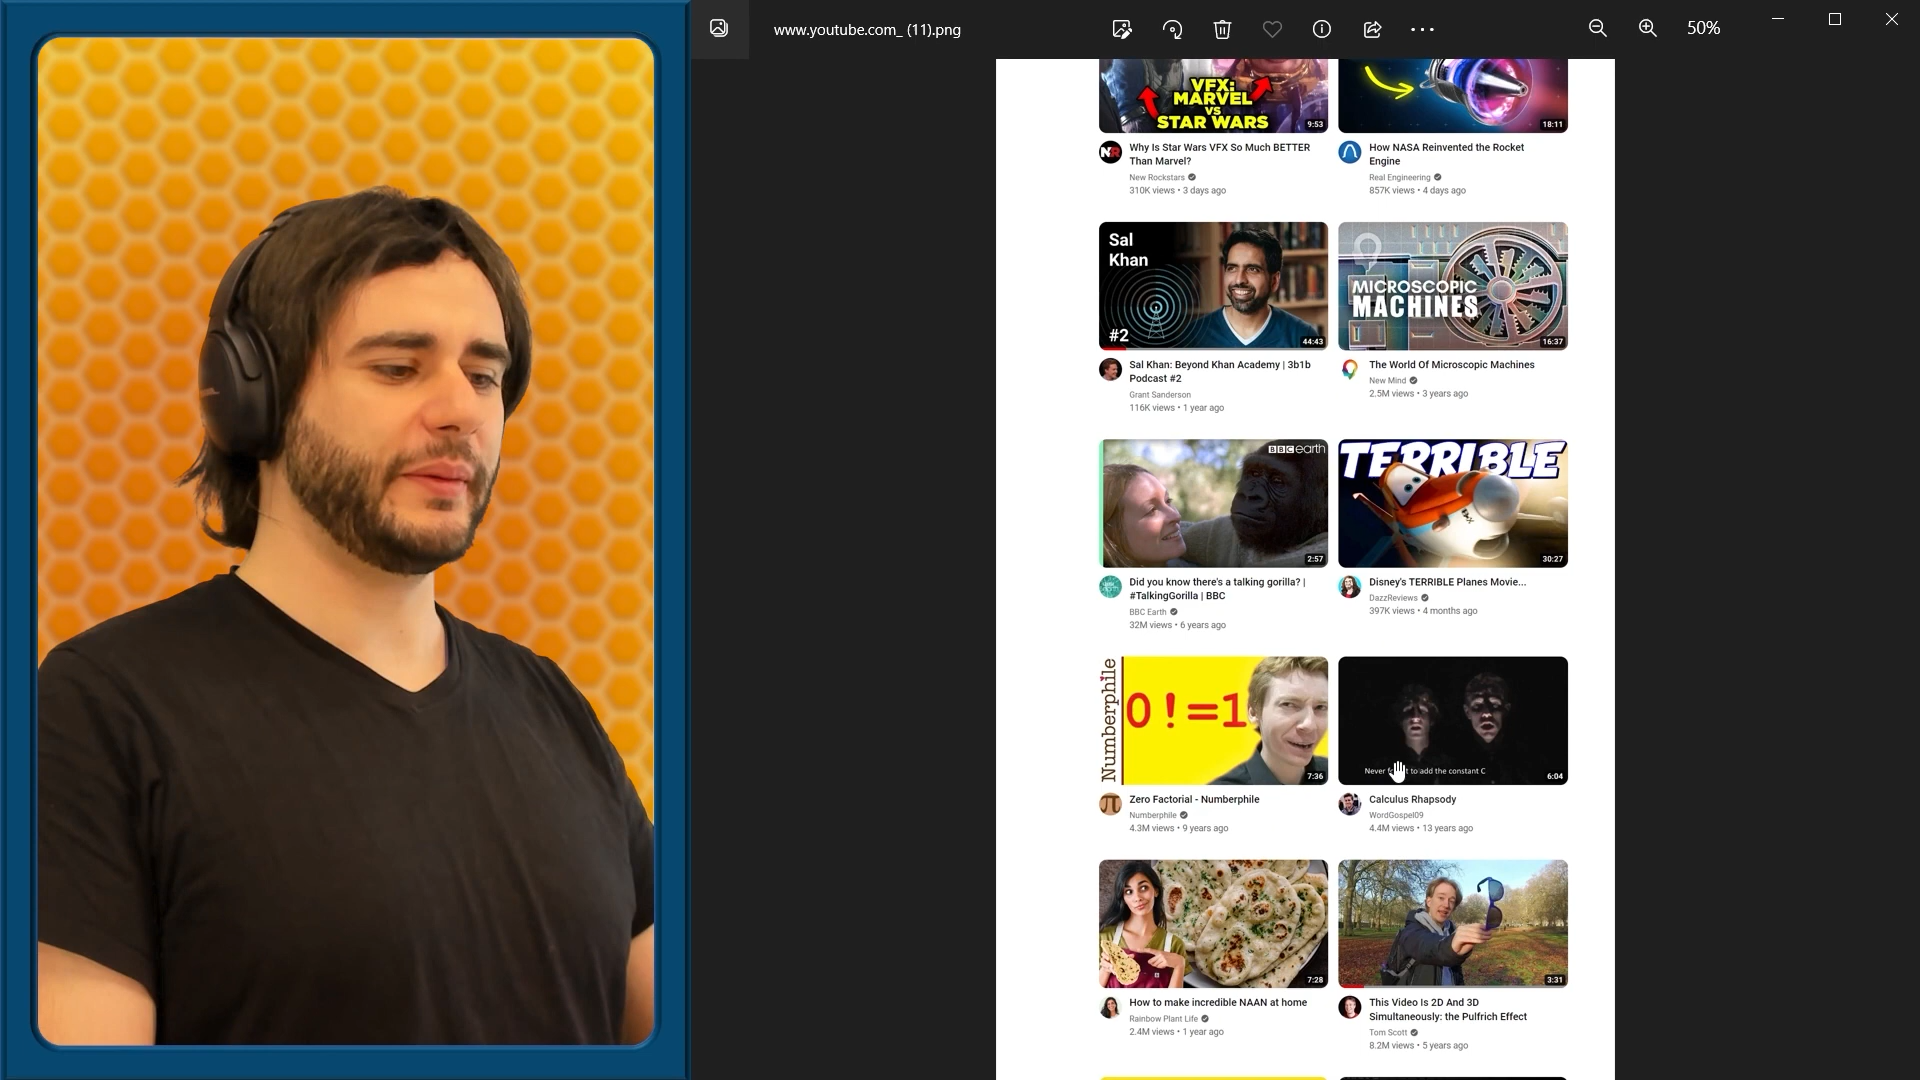 www.youtube.com_ (11).png
50%
VFX:
MARVEL
VS
STAR WARS
9:53
18:11
NR
Why Is Star Wars VFX So Much BETTER
Than Marvel?
New Rockstars
310K views • 3 days ago
How NASA Reinvented the Rocket
Engine
Real Engineering
857K views • 4 days ago
Sal
Khan
#2
44:43
MICROSCOPIC
MACHINES
16:37
Sal Khan: Beyond Khan Academy | 3b1b
Podcast #2
Grant Sanderson
116K views • 1 year ago
The World Of Microscopic Machines
New Mind
2.5M views • 3 years ago
BBC earth
2:57
TERRIBLE
30:27
Did you know there's a talking gorilla? |
#TalkingGorilla | BBC
BBC Earth
32M views • 6 years ago
Disney's TERRIBLE Planes Movie...
DazzReviews
397K views • 4 months ago
Numberphile
0!=1
7:36
Never to add the constant C
6:04
Zero Factorial - Numberphile
Numberphile
4.3M views • 9 years ago
Calculus Rhapsody
WordGospel09
4.4M views • 13 years ago
7:28
3:31
How to make incredible NAAN at home
Rainbow Plant Life
2.4M views • 1 year ago
This Video Is 2D And 3D
Simultaneously: the Pulfrich Effect
Tom Scott
8.2M views • 5 years ago